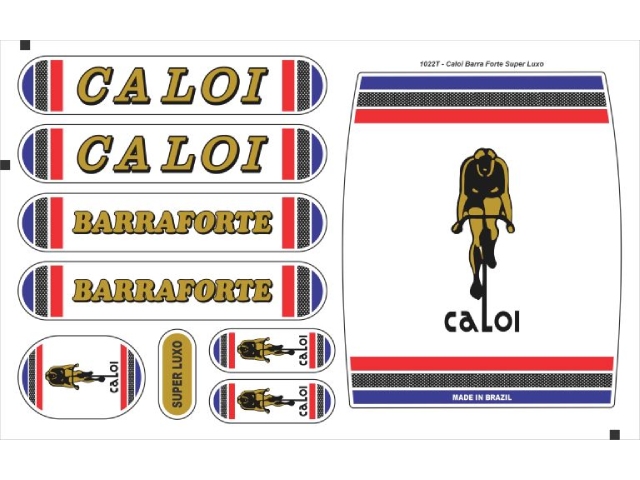 1022T - Caloi Barra Forte Super Luxo
CALOI
CALOI
BARRAFORTE
BARRAFORTE
caloi
SUPER LUXO
caloi
caloi
caloi
MADE IN BRAZIL